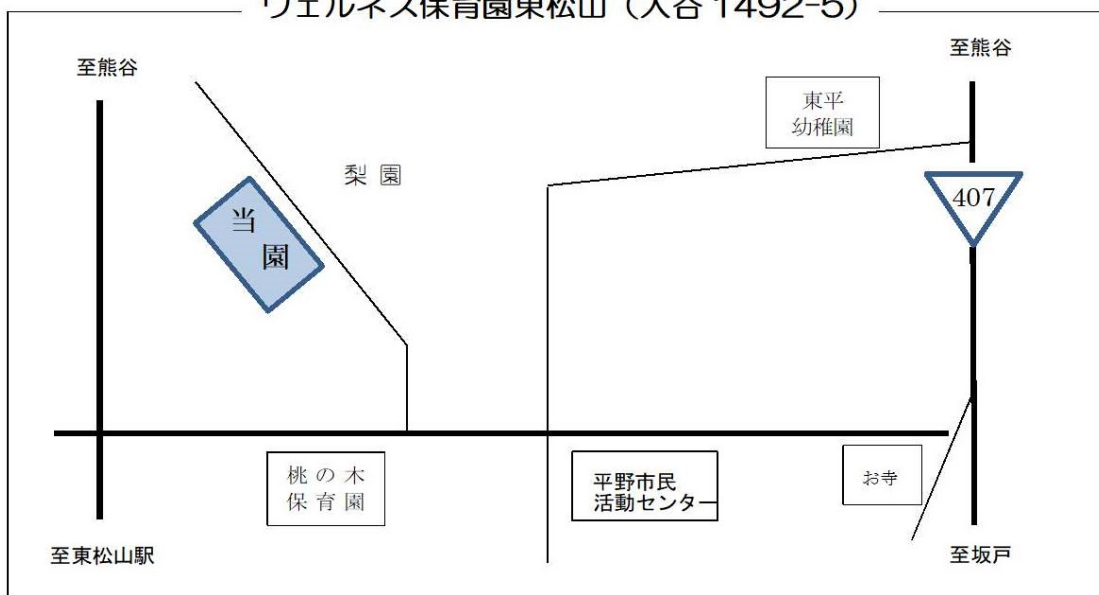 ウェルネス保育園東松山（大谷1492-5）
至熊谷
至熊谷
東平
幼稚園
梨 園
407
当
園
桃 の 木
保 育 園
平野市民
活動センター
お寺
至東松山駅
至坂戸